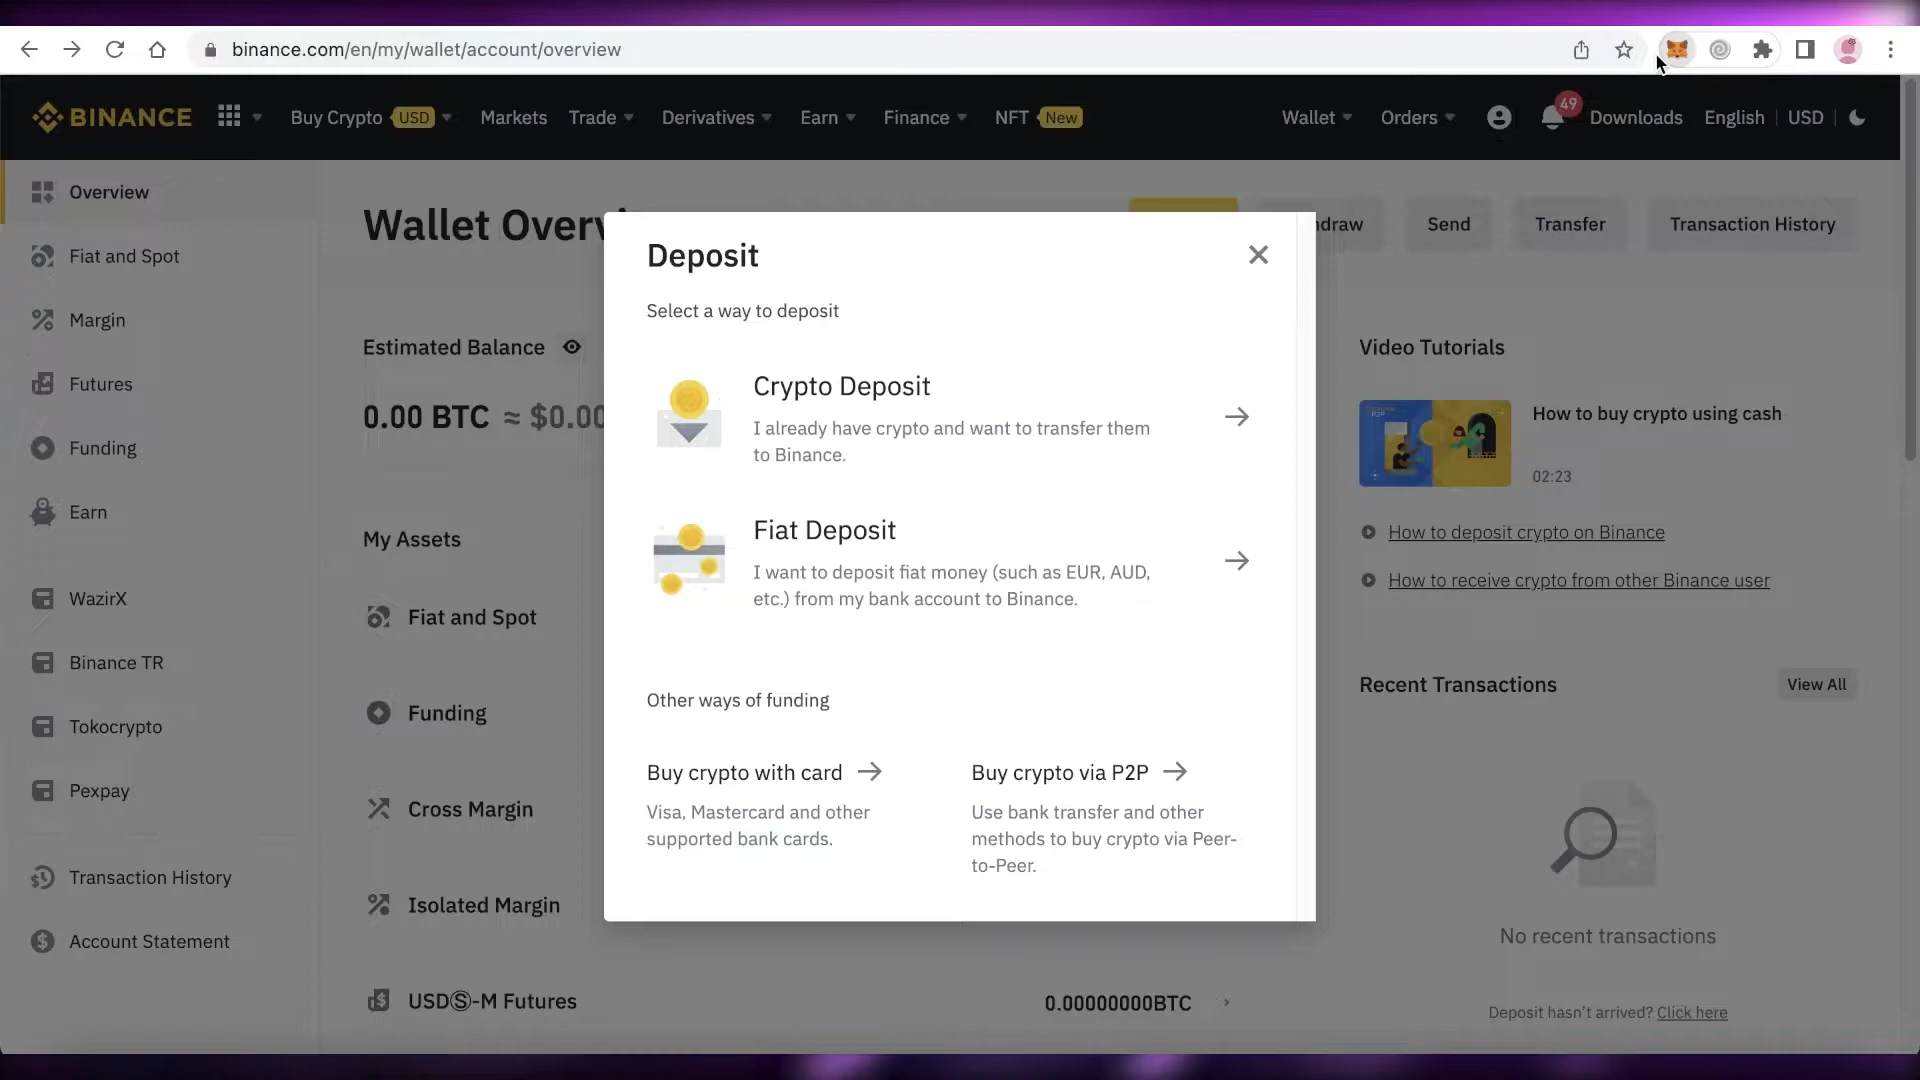 binance.com/en/my/wallet/account/overview
BINANCE Buy Crypto USD Markets Trade Derivatives Earn Finance NFT New Wallet Orders 49 Downloads English USD
Overview
Fiat and Spot
Margin
Futures
Funding
Earn
WazirX
Binance TR
Tokocrypto
Pexpay
Transaction History
Account Statement
Wallet Overv
draw Send Transfer Transaction History
Estimated Balance
0.00 BTC ≈ $0.00
My Assets
Fiat and Spot
Funding
Cross Margin
Isolated Margin
USDⓈ-M Futures 0.00000000BTC
Deposit
Select a way to deposit
Crypto Deposit
I already have crypto and want to transfer them
to Binance.
Fiat Deposit
I want to deposit fiat money (such as EUR, AUD,
etc.) from my bank account to Binance.
Other ways of funding
Buy crypto with card
Visa, Mastercard and other
supported bank cards.
Buy crypto via P2P
Use bank transfer and other
methods to buy crypto via Peer-
to-Peer.
Video Tutorials
P2P
How to buy crypto using cash
02:23
How to deposit crypto on Binance
How to receive crypto from other Binance user
Recent Transactions View All
No recent transactions
Deposit hasn't arrived? Click here